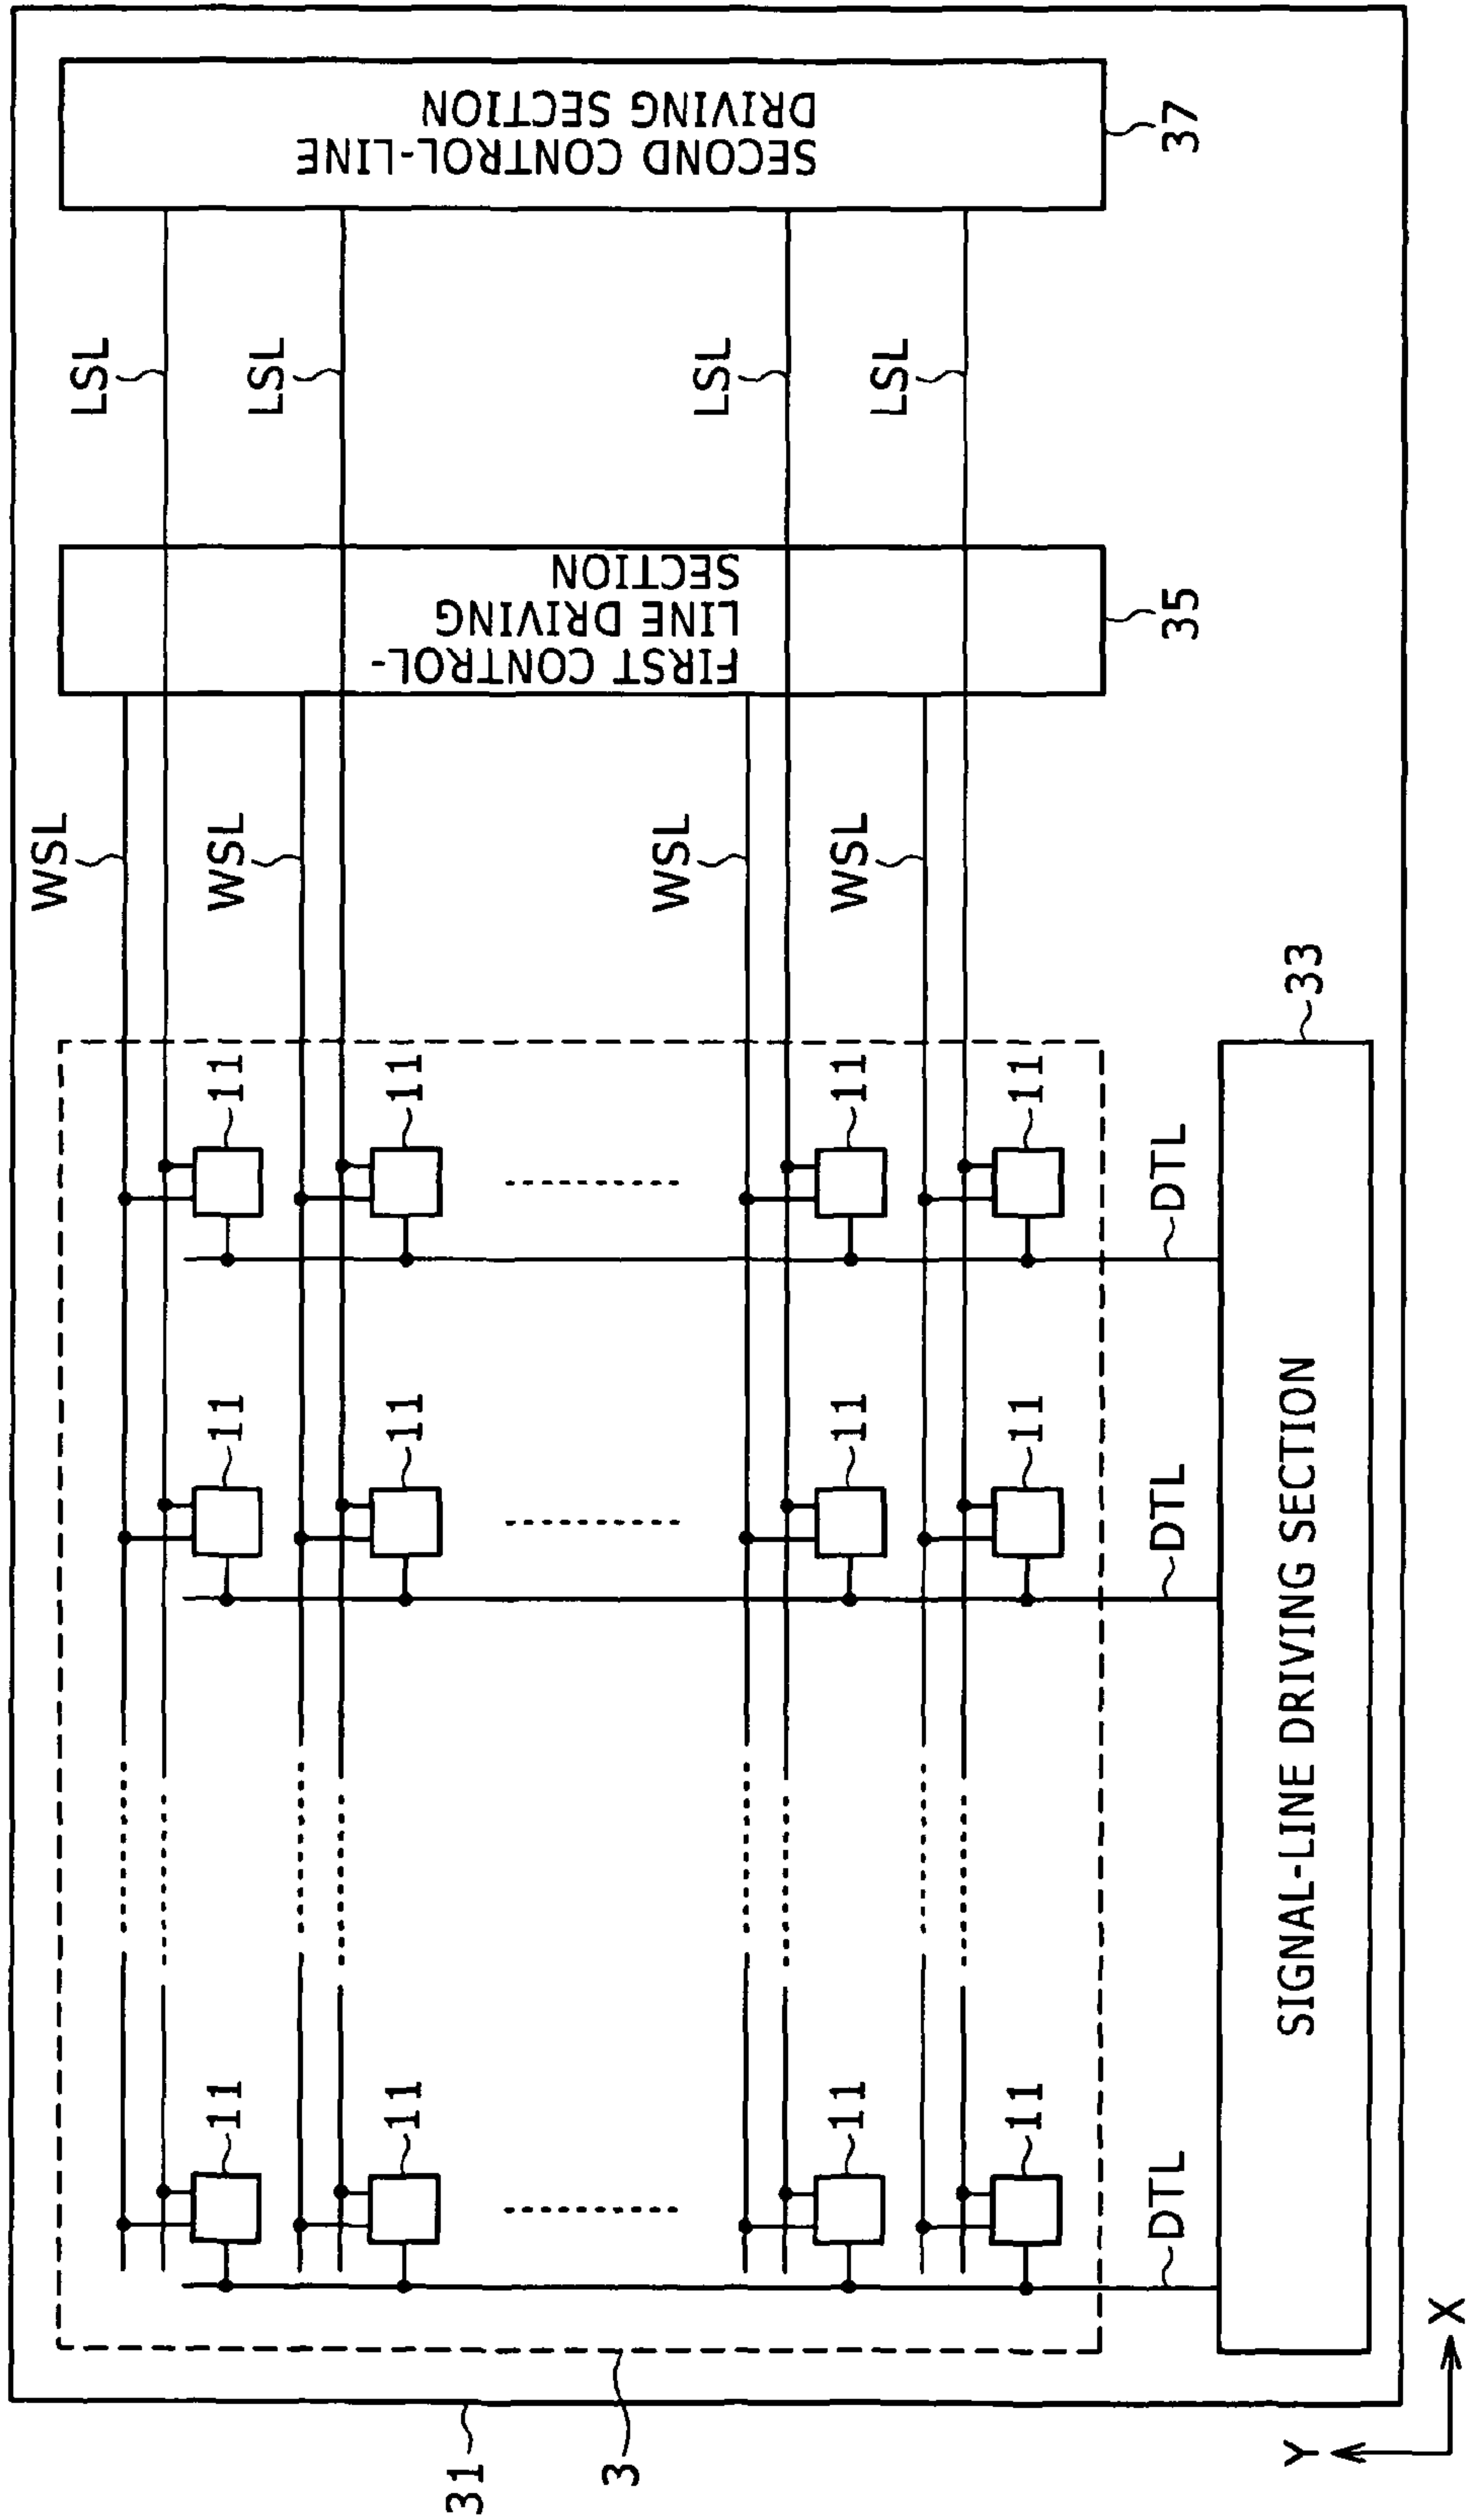 SECOND CONTROL-LINE
DRIVING SECTION
37
LSL
LSL
LSL
LSL
FIRST CONTROL-
LINE DRIVING
SECTION
35
WSL
WSL
WSL
WSL
33
11
11
11
11
DTL
11
11
11
11
DTL
SIGNAL-LINE DRIVING SECTION
11
11
11
11
DTL
31
3
Y
X